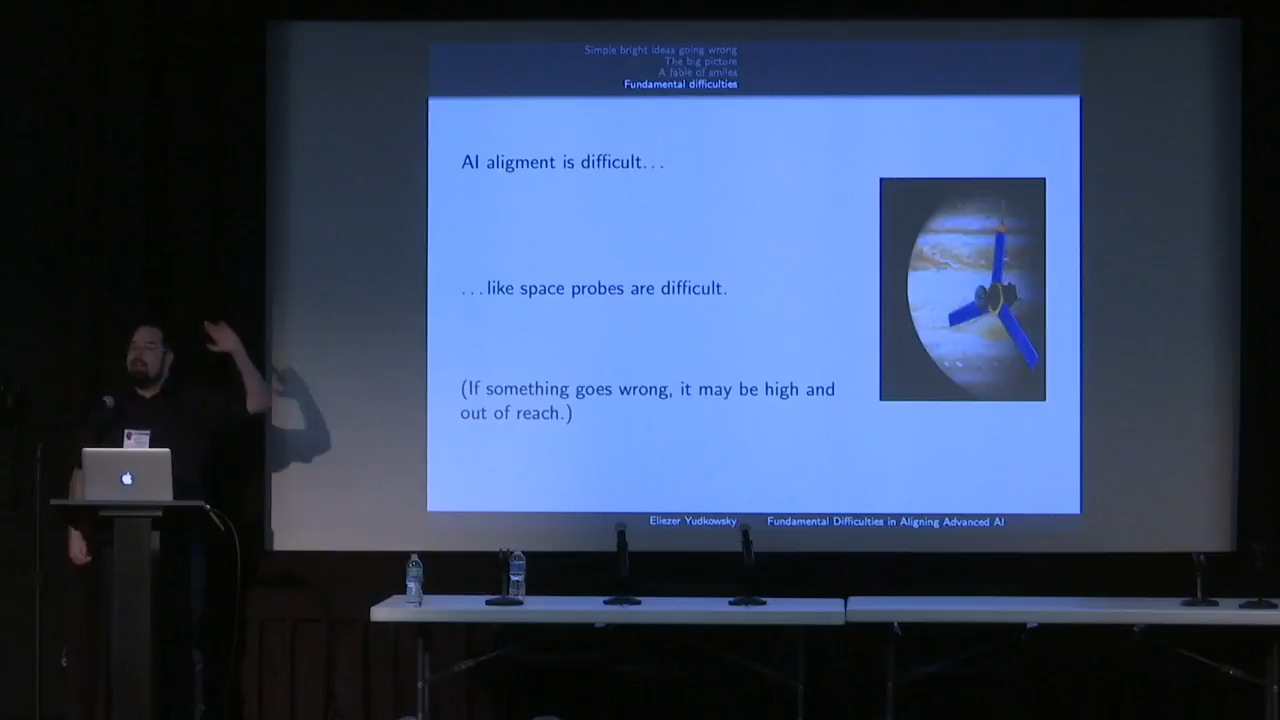 Simple bright ideas going wrong
The big picture
A fable of smiles
Fundamental difficulties
AI aligment is difficult...
...like space probes are difficult.
(If something goes wrong, it may be high and
out of reach.)
Eliezer Yudkowsky
Fundamental Difficulties in Aligning Advanced AI